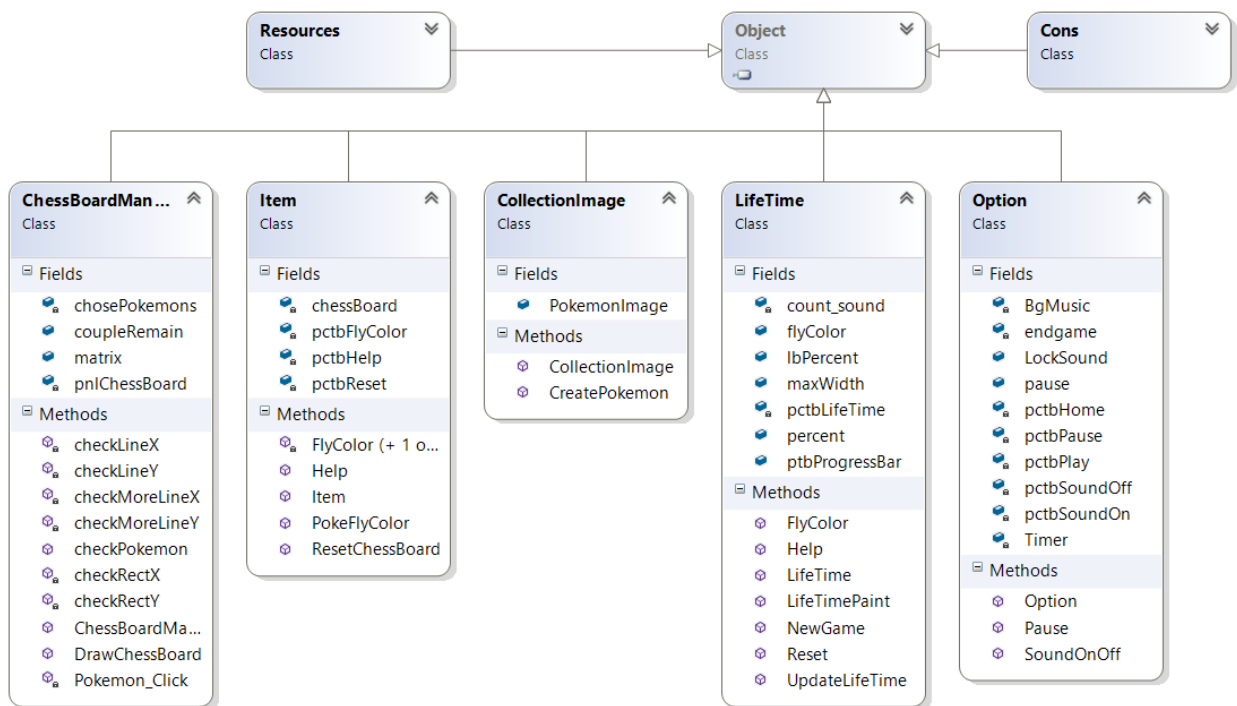 Resources
Class
Object
Class
Cons
Class
ChessBoardMan ...
Class
Fields
chosePokemons
coupleRemain
matrix
pnlChessBoard
Methods
checkLineX
checkLineY
checkMoreLineX
checkMoreLineY
checkPokemon
checkRectX
checkRectY
ChessBoardMa...
DrawChessBoard
Pokemon_Click
Item
Class
Fields
chessBoard
pctbFlyColor
pctbHelp
pctbReset
Methods
FlyColor (+ 1 o...
Help
Item
PokeFlyColor
ResetChessBoard
CollectionImage
Class
Fields
PokemonImage
Methods
CollectionImage
CreatePokemon
LifeTime
Class
Fields
count_sound
flyColor
lbPercent
maxWidth
pctbLifeTime
percent
ptbProgressBar
Methods
FlyColor
Help
LifeTime
LifeTimePaint
NewGame
Reset
UpdateLifeTime
Option
Class
Fields
BgMusic
endgame
LockSound
pause
pctbHome
pctbPause
pctbPlay
pctbSoundOff
pctbSoundOn
Timer
Methods
Option
Pause
SoundOnOff